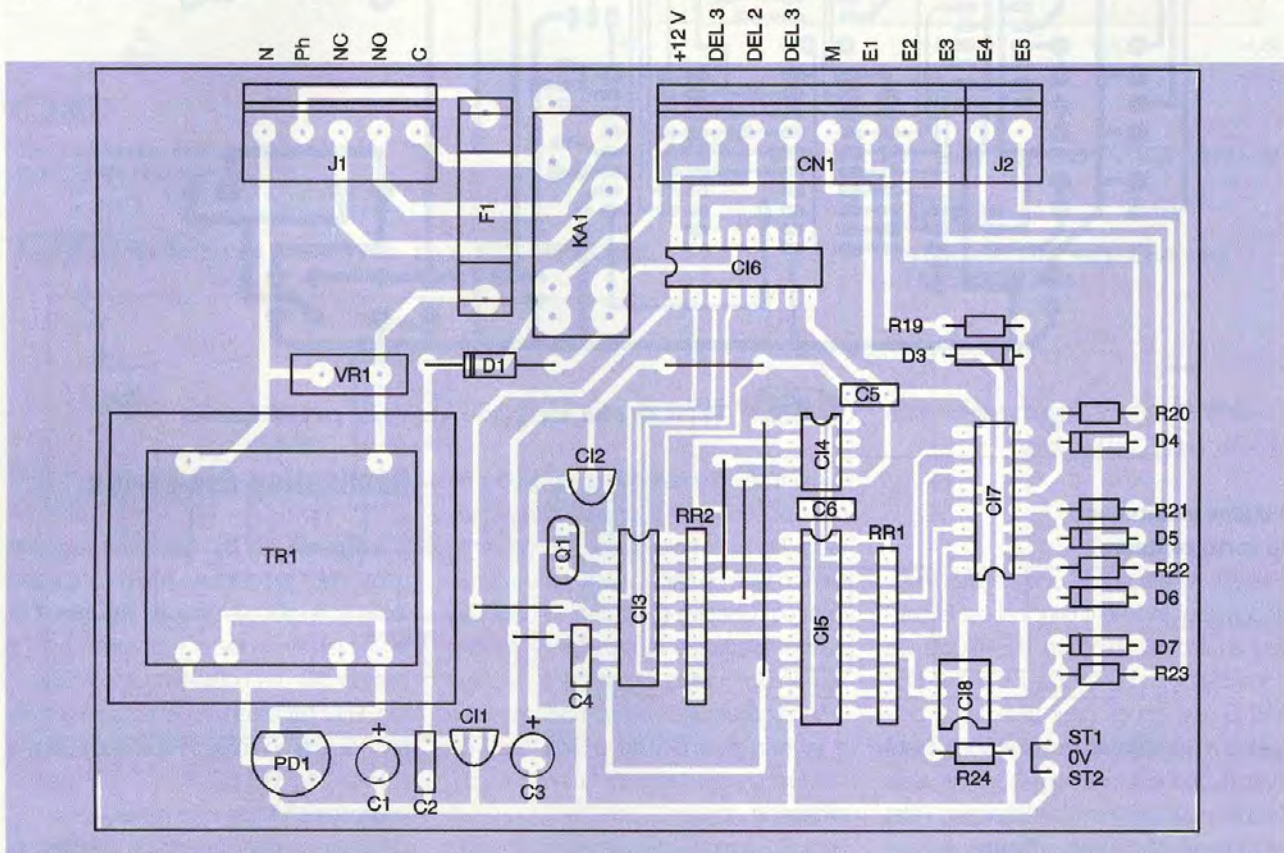 N Ph NC NO C +12 V DEL 3 DEL 2 DEL 3 M E1 E2 E3 E4 E5
J1 CN1 J2
F1
KA1
CI6
R19
VR1 D1 D3
C5
R20
D4
CI4
CI2
CI7
C6
R21
RR2
Q1 RR1 D5
TR1
R22
CI3 CI5
D6
D7
R23
C4 CI8
CI1
ST1
PD1 0V
R24 ST2
C1 C2 C3